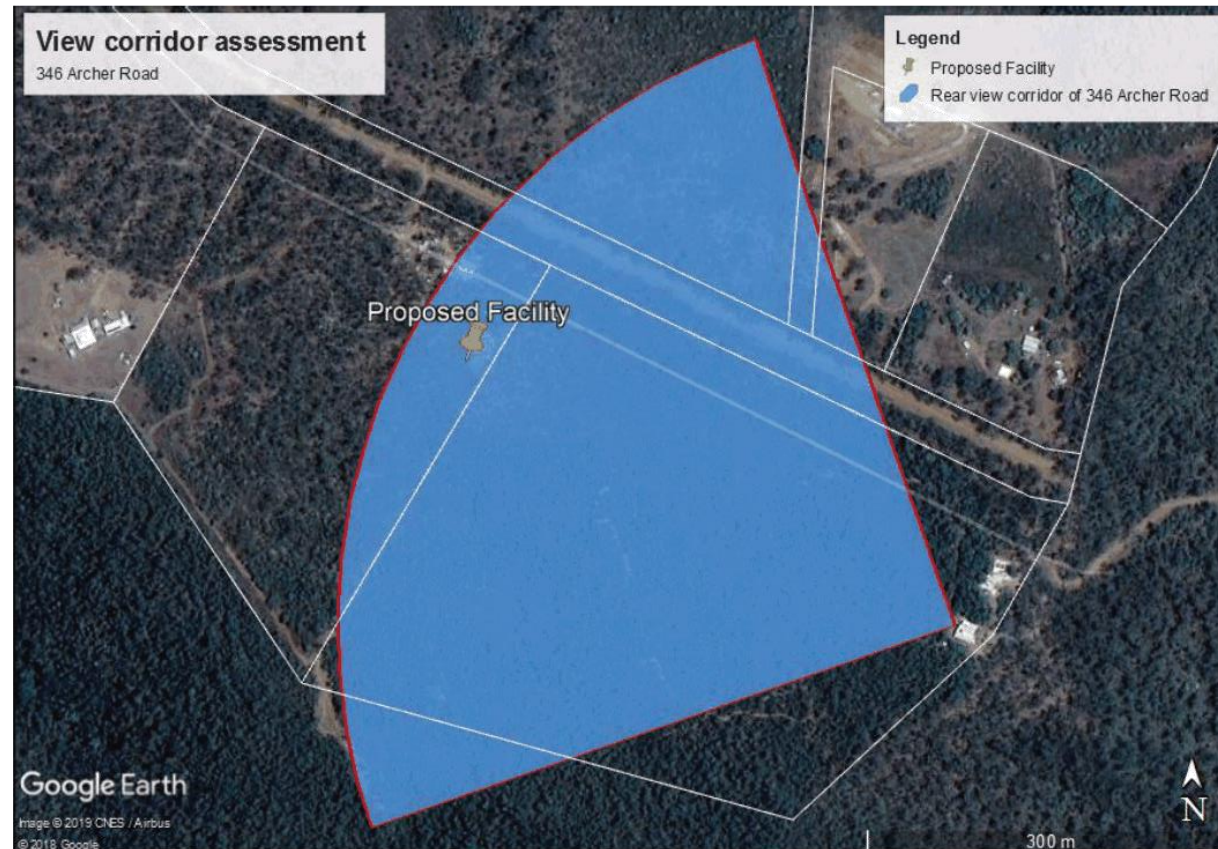 View corridor assessment
346 Archer Road
Legend
Proposed Facility
Rear view corridor of 346 Archer Road
Proposed Facility
Google Earth
Image © 2019 CNES / Airbus
© 2018 Google
300 m
N